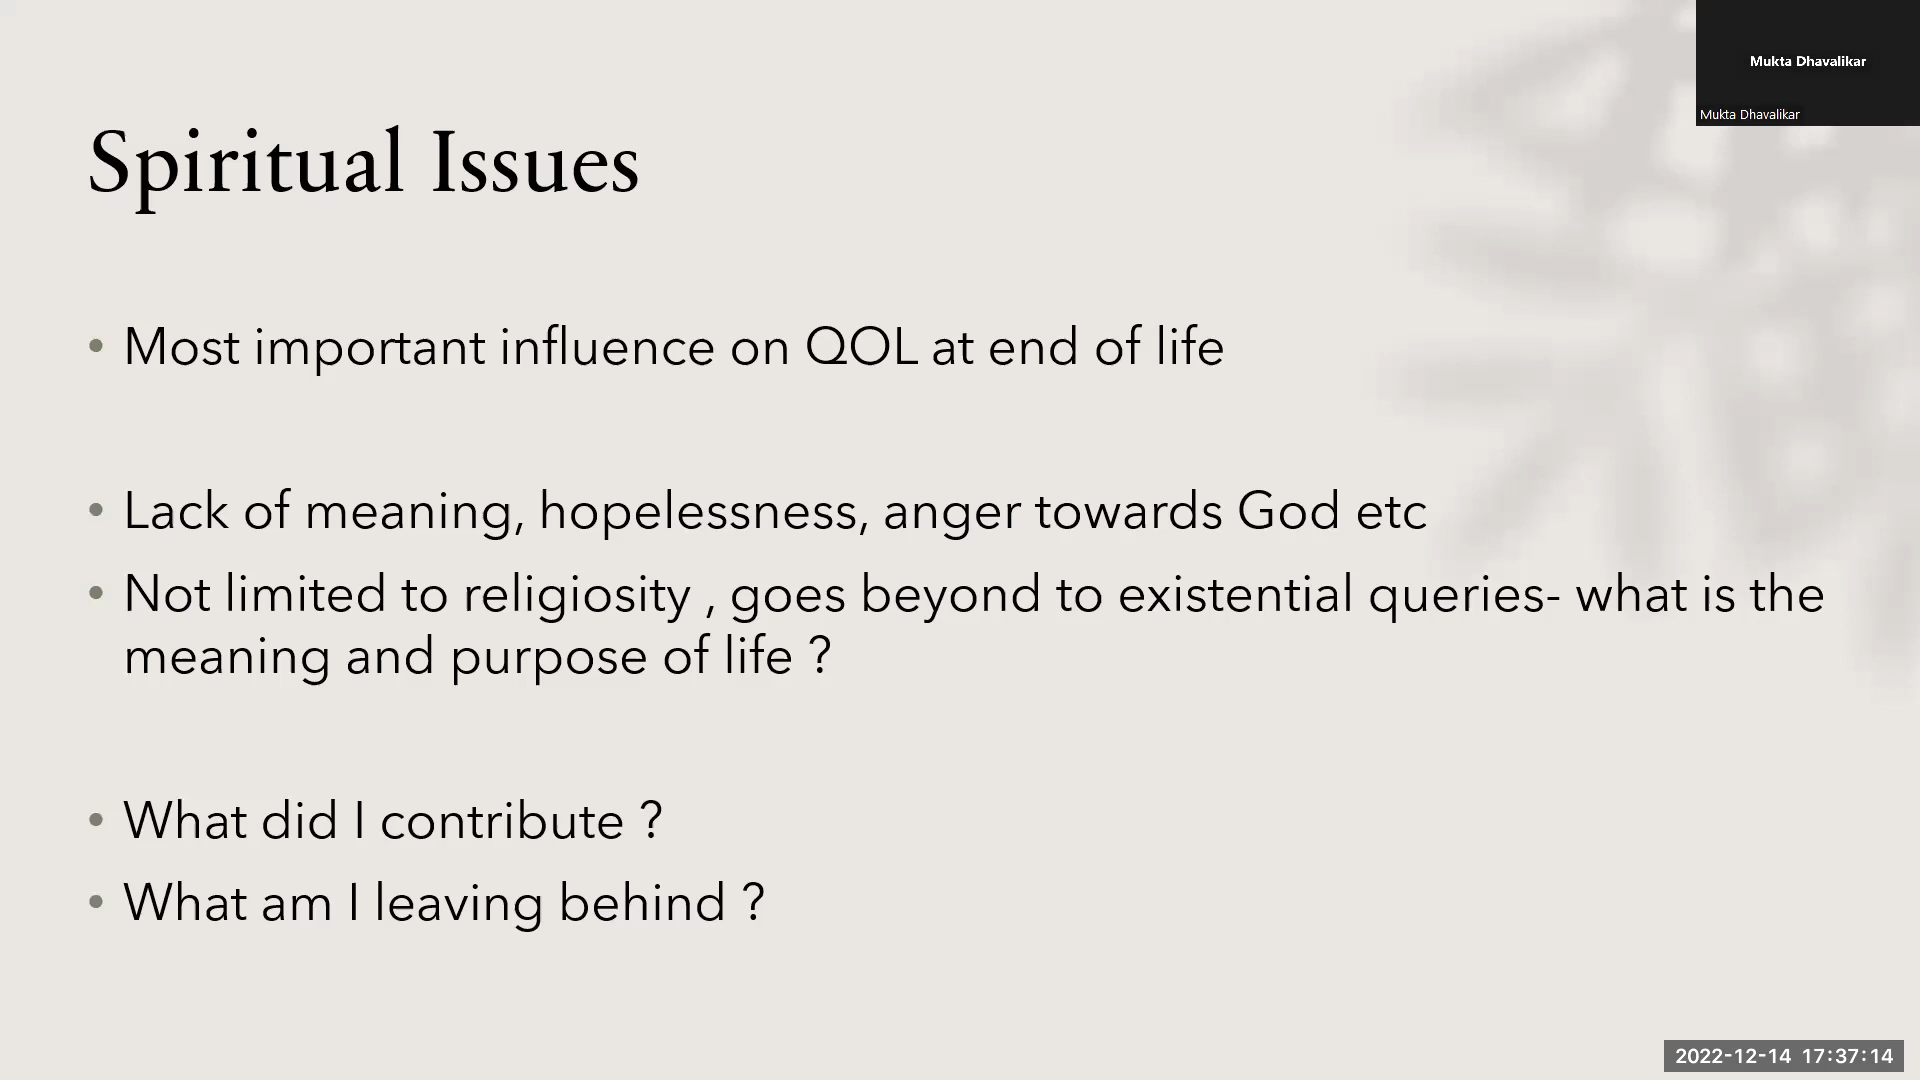 Mukta Dhavalikar
Mukta Dhavalikar
Spiritual Issues
• Most important influence on QOL at end of life
• Lack of meaning, hopelessness, anger towards God etc
• Not limited to religiosity , goes beyond to existential queries- what is the
meaning and purpose of life ?
• What did I contribute ?
• What am I leaving behind ?
2022-12-14 17:37:14